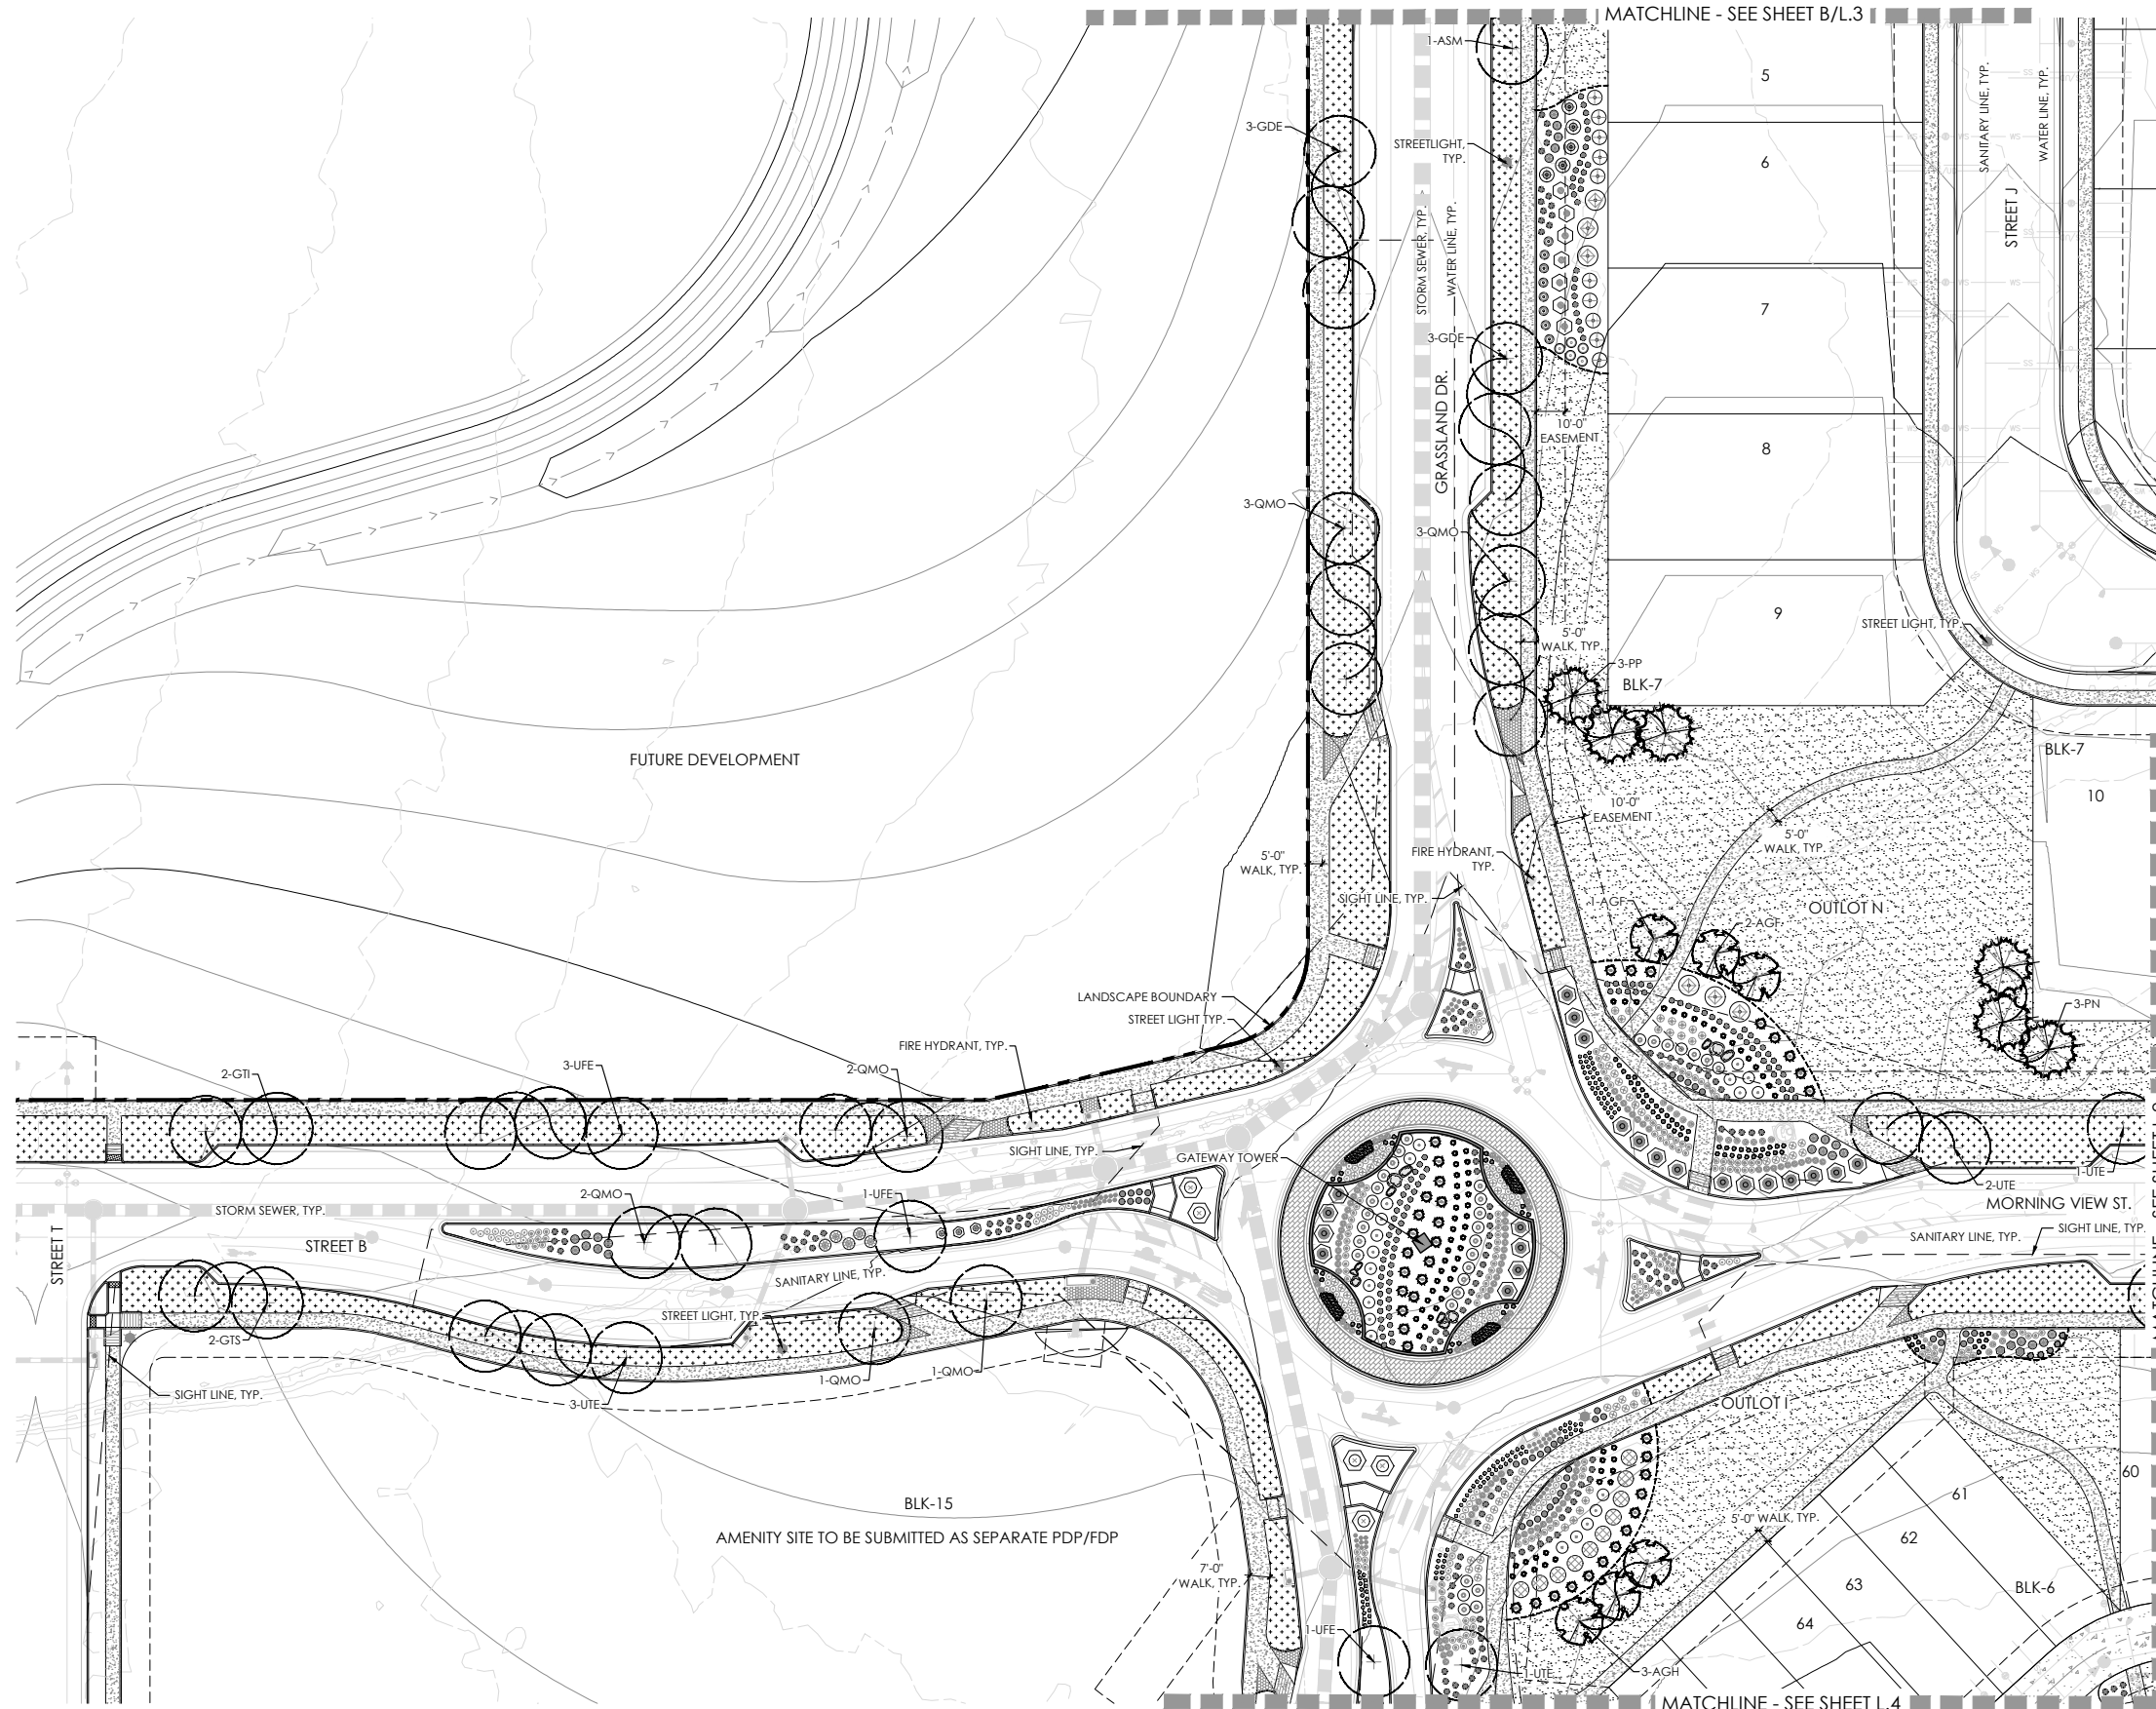 MATCHLINE - SEE SHEET B/L.3
1-ASM
5
SANITARY LINE, TYP.
WATER LINE, TYP.
3-GDE
STREETLIGHT,
TYP.
6
STREET J
STORM SEWER, TYP.
WATER LINE, TYP.
7
3-GDE
GRASSLAND DR.
10'-0"
EASEMENT
8
3-QMO
3-QMO
9
STREET LIGHT, TYP.
5'-0"
WALK, TYP.
3-PP
BLK-7
BLK-7
FUTURE DEVELOPMENT
10
10'-0"
EASEMENT
5'-0"
WALK, TYP.
5'-0"
WALK, TYP.
FIRE HYDRANT,
TYP.
SIGHT LINE, TYP.
1-AGF
OUTLOT N
2-AGF
LANDSCAPE BOUNDARY
STREET LIGHT TYP.
3-PN
FIRE HYDRANT, TYP.
2-GTI
3-UFE
2-QMO
SIGHT LINE, TYP.
GATEWAY TOWER
1-UTE
2-UTE
2-QMO
1-UFE
MORNING VIEW ST.
STORM SEWER, TYP.
SIGHT LINE, TYP.
SANITARY LINE, TYP.
STREET T
STREET B
SANITARY LINE, TYP.
STREET LIGHT, TYP.
2-GTS
1-QMO
1-QMO
SIGHT LINE, TYP.
3-UTE
OUTLOT I
60
61
BLK-15
5'-0" WALK, TYP.
62
AMENITY SITE TO BE SUBMITTED AS SEPARATE PDP/FDP
7'-0"
WALK, TYP.
63
BLK-6
64
1-UFE
1-UTE
3-AGH
MATCHLINE - SEE SHEET L.4